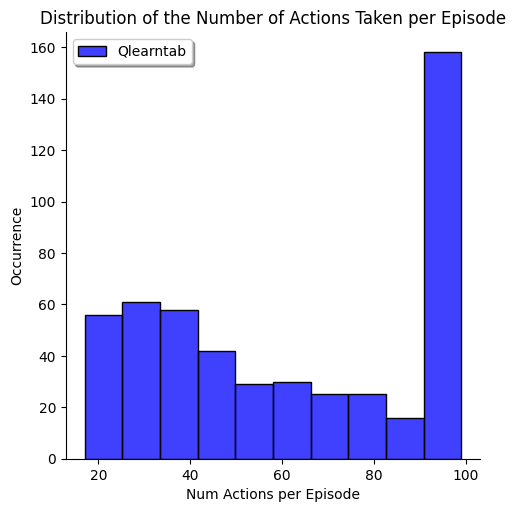 Distribution of the Number of Actions Taken per Episode
Qlearntab
160
140
120
100
80
60
40
20
0
Occurrence
20 40 60 80 100
Num Actions per Episode